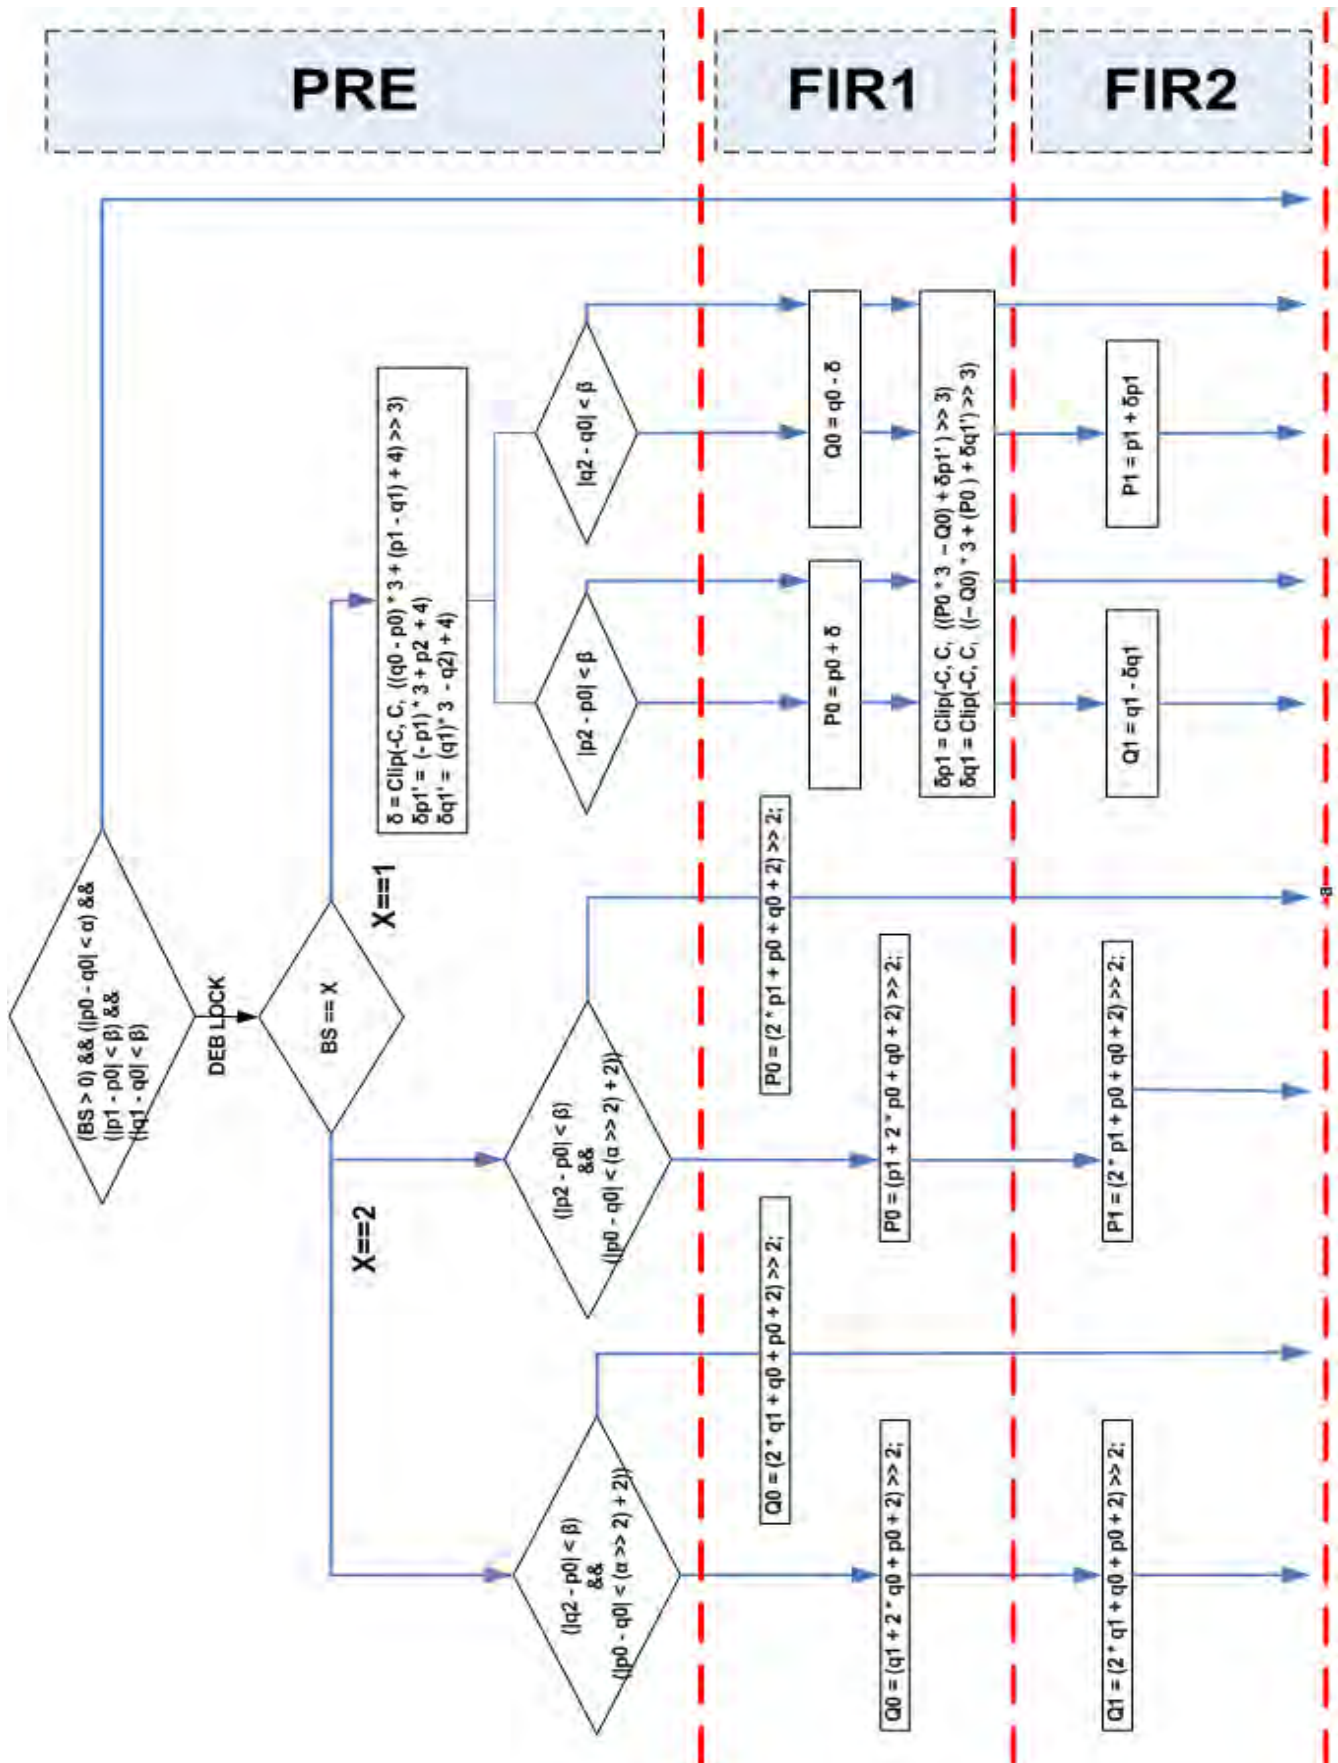 PRE
FIR1
FIR2
(BS > 0) && (|p0 - q0| < α) &&
(|p1 - p0| < β) &&
(|q1 - q0| < β)
DEB LOCK
BS == X
X==1
X==2
δ = Clip(-C, C, ((q0 - p0) * 3 + (p1 - q1) + 4) >> 3)
δp1' = (- p1) * 3 + p2 + 4)
δq1' = (q1) * 3 - q2) + 4)
|q2 - q0| < β
|p2 - p0| < β
(|p2 - p0| < β)
&&
(|p0 - q0| < (α >> 2) + 2))
(|q2 - p0| < β)
&&
(|p0 - q0| < (α >> 2) + 2))
Q0 = q0 - δ
P0 = p0 + δ
δp1 = Clip(-C, C, ((P0 * 3 – Q0) + δp1') >> 3)
δq1 = Clip(-C, C, ((– Q0) * 3 + (P0 ) + δq1') >> 3)
P0 = (2 * p1 + p0 + q0 + 2) >> 2;
P0 = (p1 + 2 * p0 + q0 + 2) >> 2;
Q0 = (2 * q1 + q0 + p0 + 2) >> 2;
Q0 = (q1 + 2 * q0 + p0 + 2) >> 2;
P1 = p1 + δp1
Q1 = q1 - δq1
P1 = (2 * p1 + p0 + q0 + 2) >> 2;
Q1 = (2 * q1 + q0 + p0 + 2) >> 2;